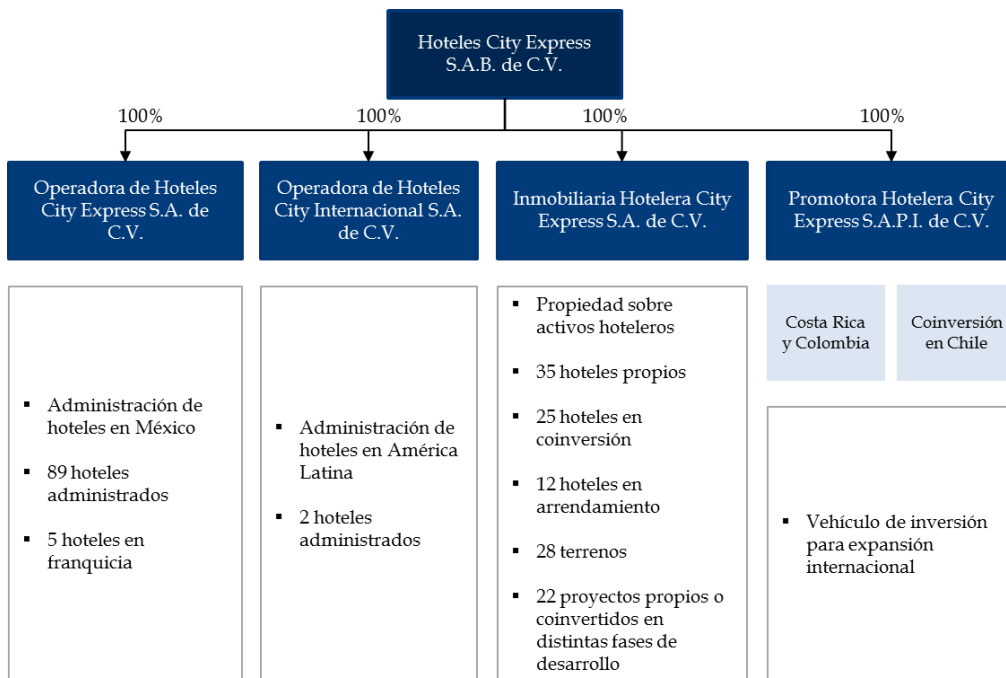 Hoteles City Express
S.A.B. de C.V.
100%
100%
100%
100%
Operadora de Hoteles
City Express S.A. de
C.V.
Operadora de Hoteles
City Internacional S.A.
de C.V.
Inmobiliaria Hotelera City
Express S.A. de C.V.
Promotora Hotelera City
Express S.A.P.I. de C.V.
▪ Administración de
hoteles en México
▪ 89 hoteles
administrados
▪ 5 hoteles en
franquicia
▪ Administración de
hoteles en América
Latina
▪ 2 hoteles
administrados
▪ Propiedad sobre
activos hoteleros
▪ 35 hoteles propios
▪ 25 hoteles en
coinversión
▪ 12 hoteles en
arrendamiento
▪ 28 terrenos
▪ 22 proyectos propios o
coinvertidos en
distintas fases de
desarrollo
Costa Rica
y Colombia
Coinversión
en Chile
▪ Vehículo de inversión
para expansión
internacional